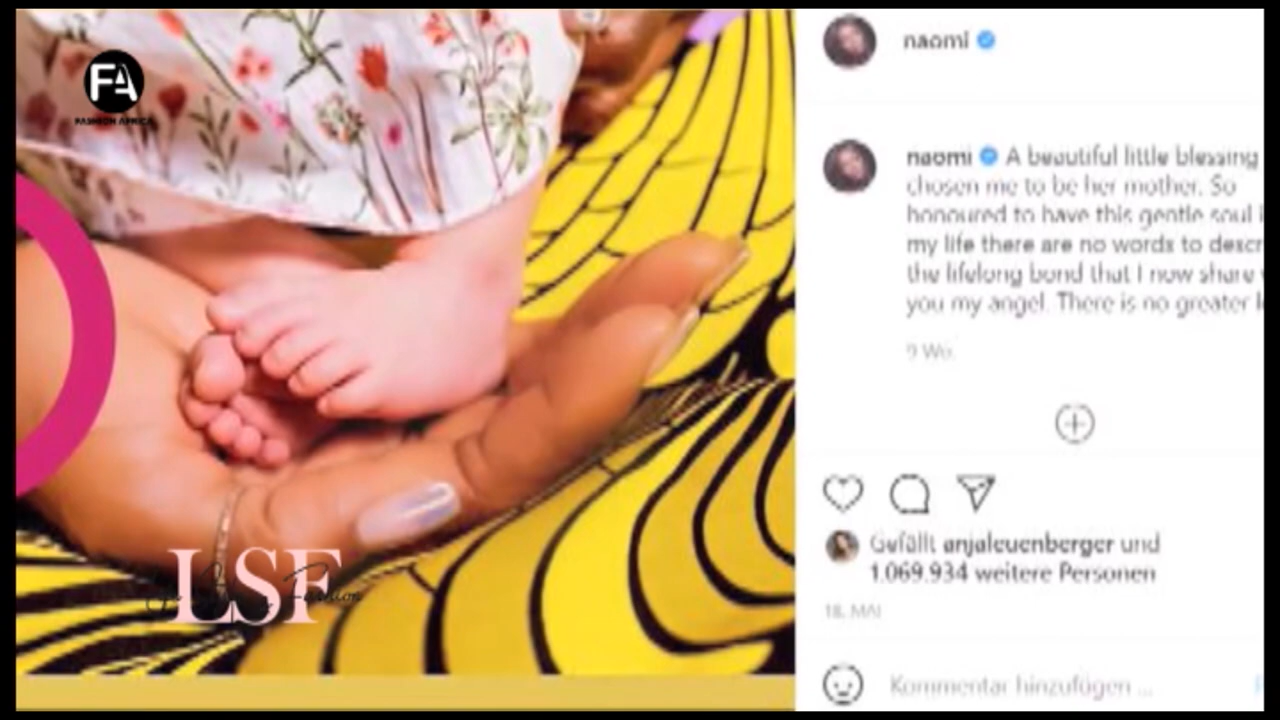 FA
FASHION AFRICA
LSF
naomi
naomi A beautiful little blessing
chosen me to be her mother. So
honoured to have this gentle soul
my life there are no words to descr
the lifelong bond that I now share
you my angel. There is no greater
9 Wo.
Gefällt anjaleuenberger und
1.069.934 weitere Personen
18. MAI
Kommentar hinzufügen ...